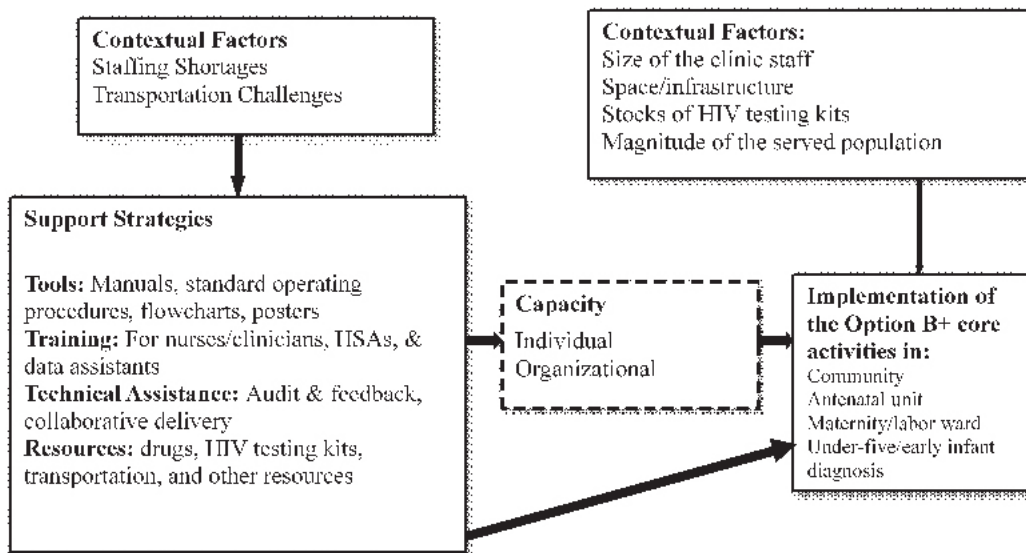 Contextual Factors
Staffing Shortages
Transportation Challenges
Contextual Factors:
Size of the clinic staff
Space/infrastructure
Stocks of HIV testing kits
Magnitude of the served population
Support Strategies
Tools: Manuals, standard operating
procedures, flowcharts, posters
Training: For nurses/clinicians, HSAs, &
data assistants
Technical Assistance: Audit & feedback,
collaborative delivery
Resources: drugs, HIV testing kits,
transportation, and other resources
Capacity
Individual
Organizational
Implementation of
the Option B+ core
activities in:
Community
Antenatal unit
Maternity/labor ward
Under-five/early infant
diagnosis